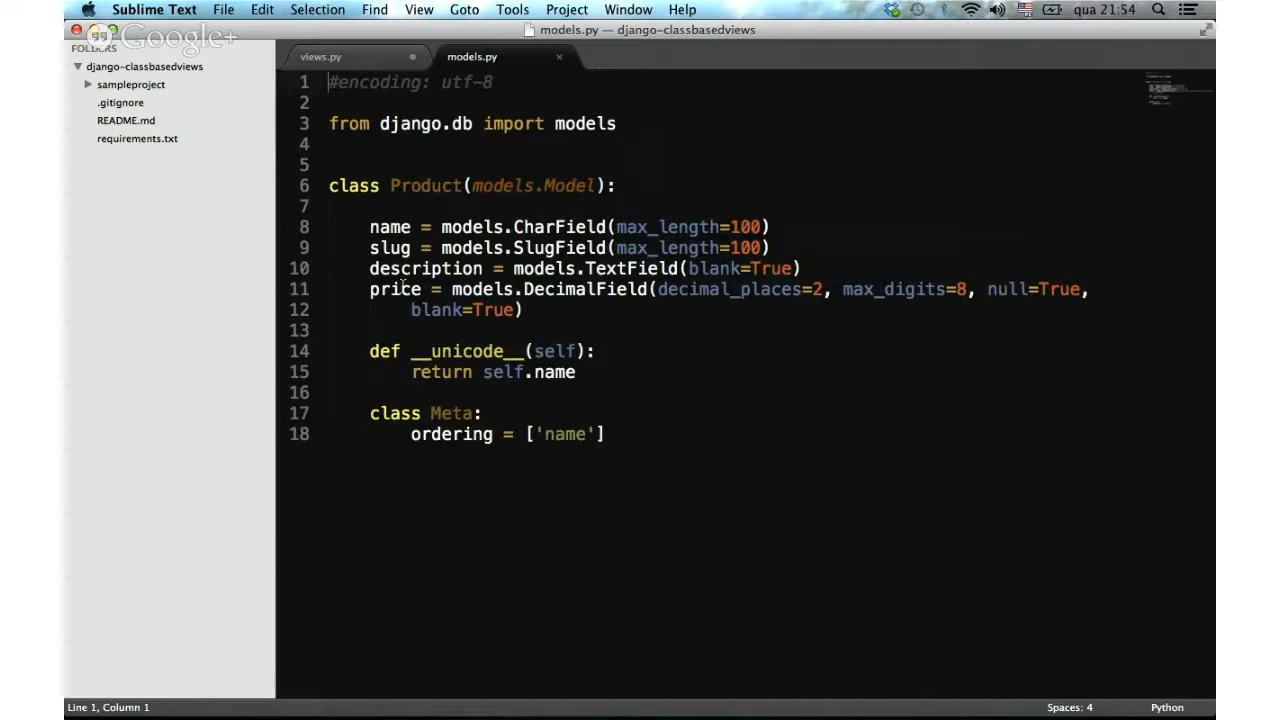 Sublime Text File Edit Selection Find View Goto Tools Project Window Help qua 21:54
models.py — django-classbasedviews
Google+
FOLDERS
django-classbasedviews
sampleproject
.gitignore
README.md
requirements.txt
views.py models.py ×
1 #encoding: utf-8
2
3 from django.db import models
4
5
6 class Product(models.Model):
7
8 name = models.CharField(max_length=100)
9 slug = models.SlugField(max_length=100)
10 description = models.TextField(blank=True)
11 price = models.DecimalField(decimal_places=2, max_digits=8, null=True,
12 blank=True)
13
14 def __unicode__(self):
15 return self.name
16
17 class Meta:
18 ordering = ['name']
Line 1, Column 1 Spaces: 4 Python